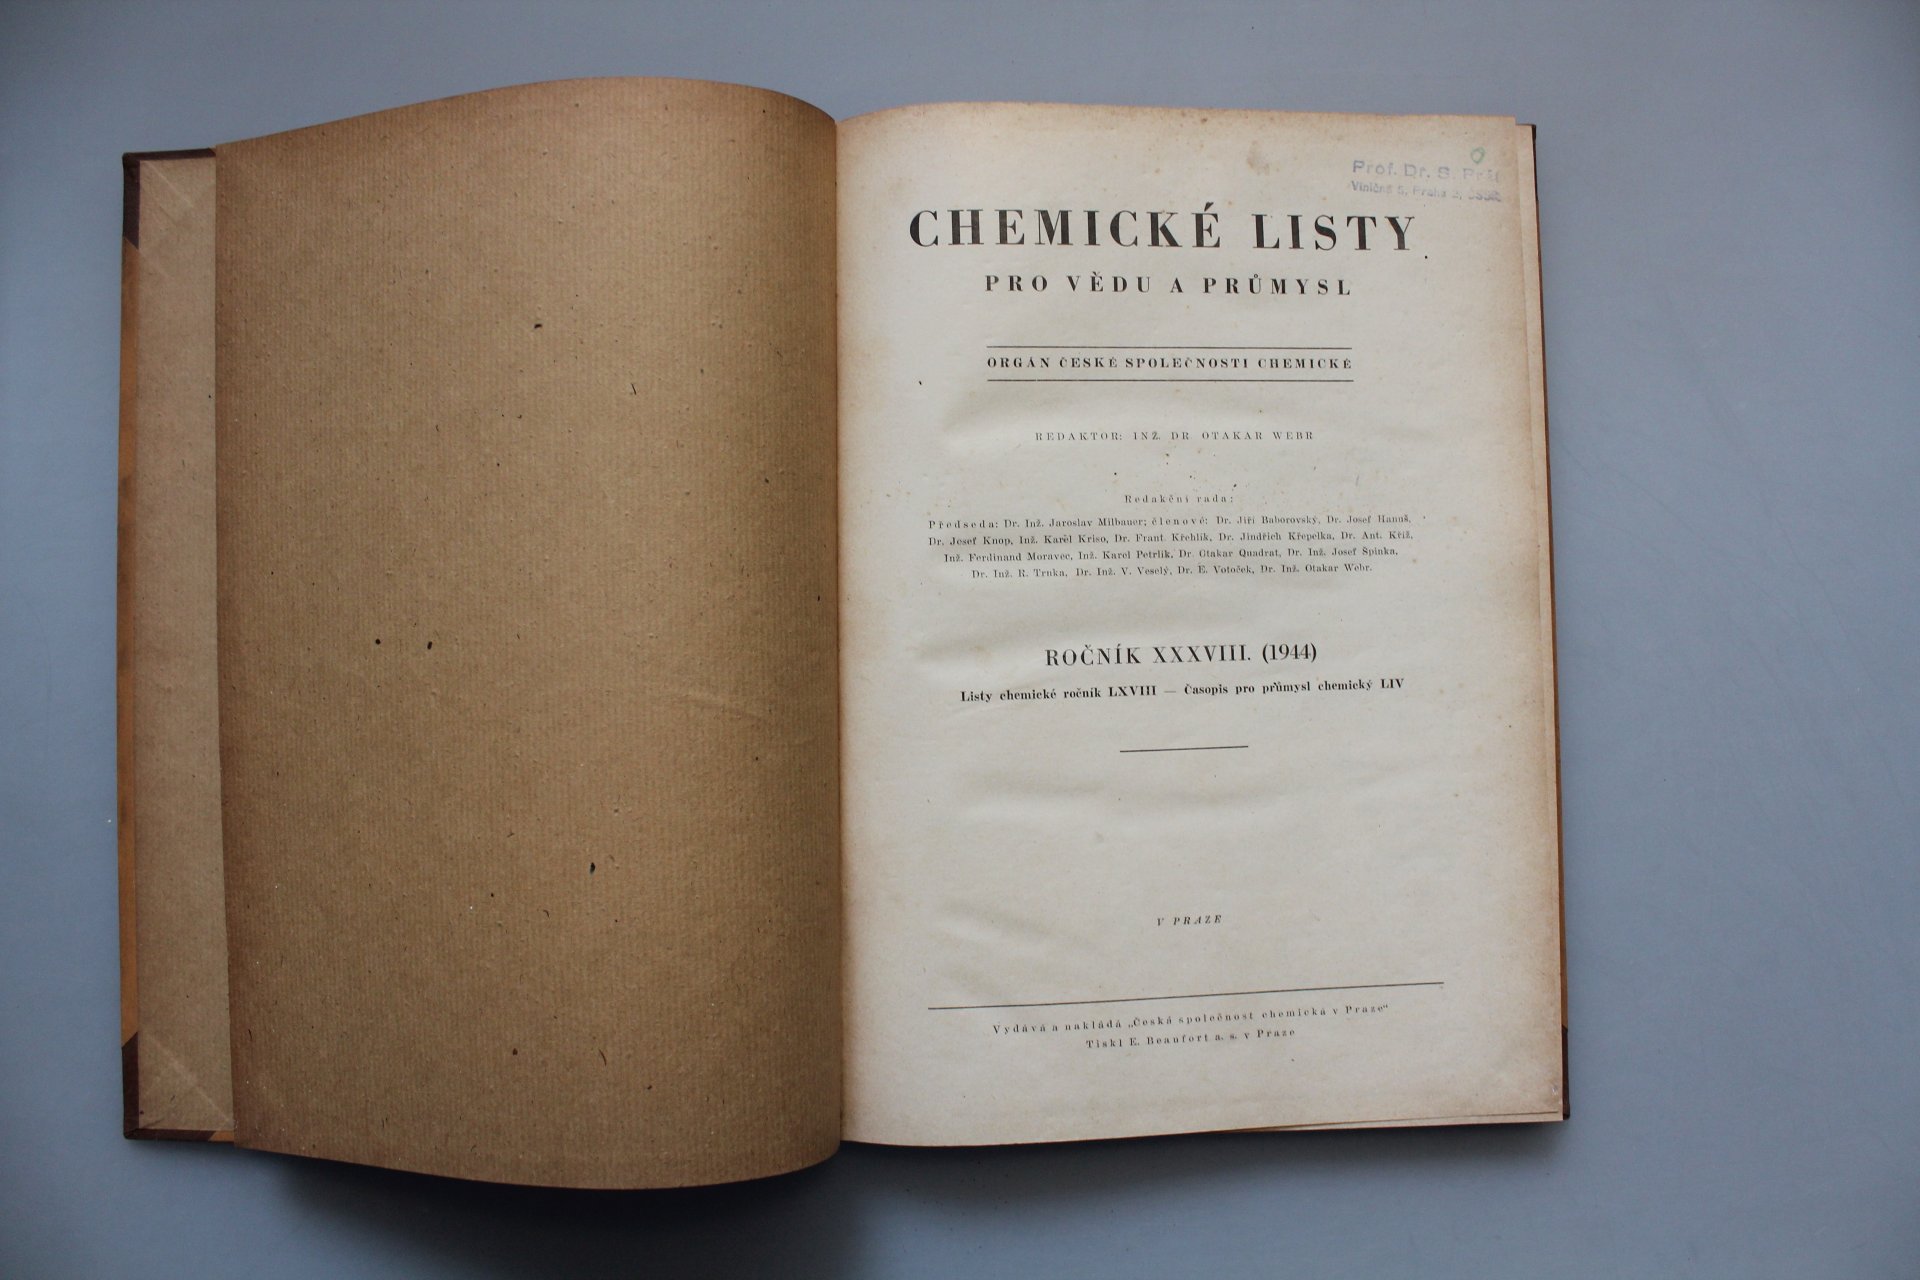 Prof. Dr. S. Prát
Viničná 5, Praha 2,
CHEMICKÉ LISTY
PRO VĚDU A PRŮMYSL
ORGÁN ČESKÉ SPOLEČNOSTI CHEMICKÉ
REDAKTOR: INŽ. DR. OTAKAR WEBR
Redakční rada:
Předseda: Dr. Inž. Jaroslav Milbauer; členové: Dr. Jiří Baborovský, Dr. Josef Hanuš,
Dr. Josef Knop, Inž. Karel Kriso, Dr. Frant. Křehlík, Dr. Jindřich Křepelka, Dr. Ant. Kříž,
Inž. Ferdinand Moravec, Inž. Karel Petrlík, Dr. Otakar Quadrat, Dr. Inž. Josef Špinka,
Dr. Inž. R. Trnka, Dr. Inž. V. Veselý, Dr. E. Votoček, Dr. Inž. Otakar Webr.
ROČNÍK XXXVIII. (1944)
Listy chemické ročník LXVIII — Časopis pro průmysl chemický LIV
V PRAZE
Vydává a nakládá „Česká společnost chemická v Praze“
Tiskl E. Beaufort a. s. v Praze